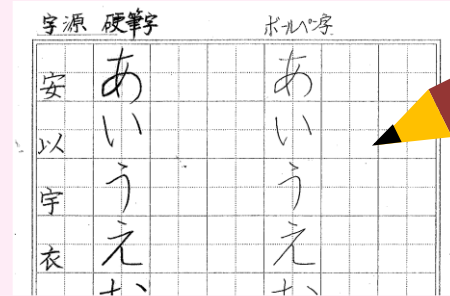 字源 硬筆字 ボールペン字
安 あ あ
以 い い
宇 う う
衣 え え